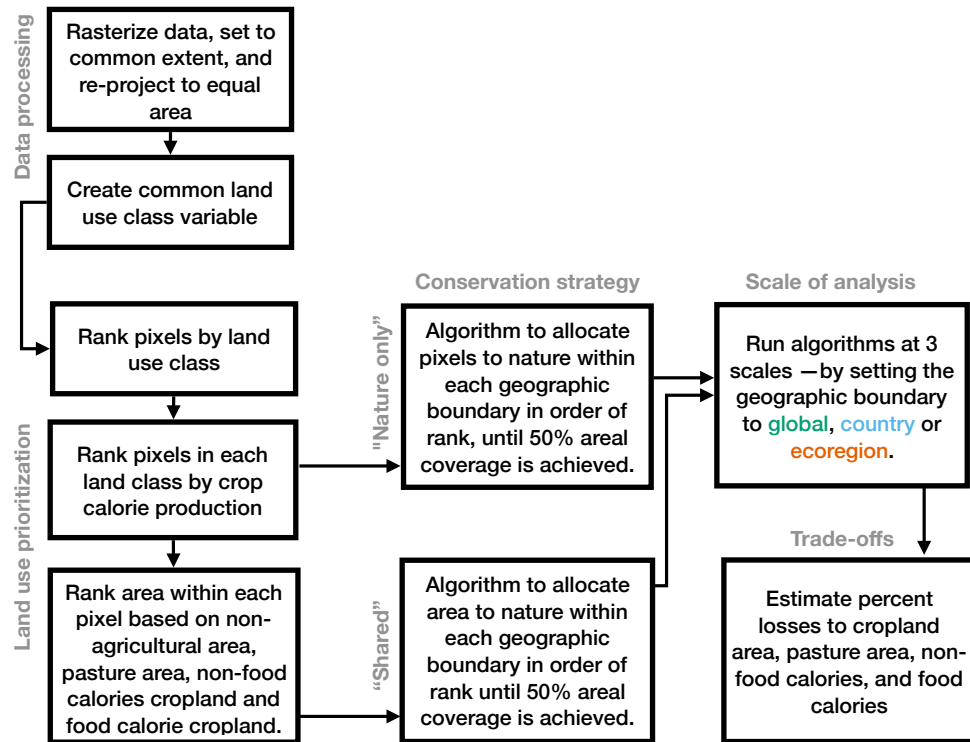 Data processing
Rasterize data, set to
common extent, and
re-project to equal
area
Create common land
use class variable
Land use prioritization
Rank pixels by land
use class
Rank pixels in each
land class by crop
calorie production
Rank area within each
pixel based on non-
agricultural area,
pasture area, non-food
calories cropland and
food calorie cropland.
Conservation strategy
"Nature only”
Algorithm to allocate
pixels to nature within
each geographic
boundary in order of
rank, until 50% areal
coverage is achieved.
“Shared”
Algorithm to allocate
area to nature within
each geographic
boundary in order of
rank until 50% areal
coverage is achieved.
Scale of analysis
Run algorithms at 3
scales —by setting the
geographic boundary
to global, country or
ecoregion.
Trade-offs
Estimate percent
losses to cropland
area, pasture area, non-
food calories, and food
calories